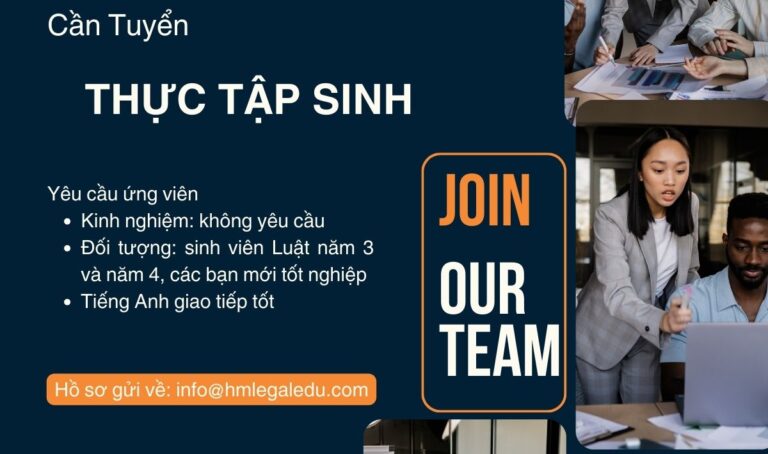 Cần Tuyển
THỰC TẬP SINH
Yêu cầu ứng viên
• Kinh nghiệm: không yêu cầu
• Đối tượng: sinh viên Luật năm 3
và năm 4, các bạn mới tốt nghiệp
• Tiếng Anh giao tiếp tốt
Hồ sơ gửi về: info@hmlegaledu.com
JOIN
OUR
TEAM